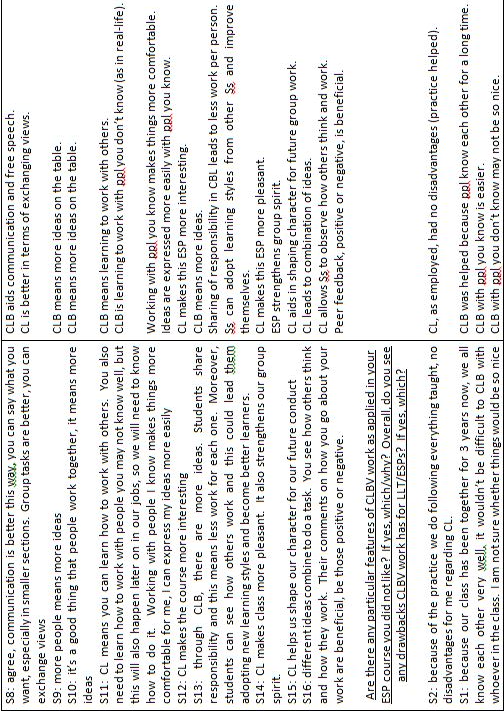 S8: agree, communication is better this way, you can say what you
want, especially in smaller sections. Group tasks are better, you can
exchange views
S9: more people means more ideas
S10: it's a good thing that people work together, it means more
ideas
S11: CL means you can learn how to work with others. You also
need to learn how to work with people you may not know well, but
this will also happen later on in our jobs, so we will need to know
how to do it. Working with people I know makes things more
comfortable for me, I can express my ideas more easily
S12: CL makes the course more interesting
S13: through CLB, there are more ideas. Students share
responsibility and this means less work for each one. Moreover,
students can see how others work and this could lead them
adopting new learning styles and become better learners.
S14: CL makes class more pleasant. It also strengthens our group
spirit.
S15: CL helps us shape our character for our future conduct
S16: different ideas combine to do a task. You see how others think
and how they work. Their comments on how you go about your
work are beneficial, be those positive or negative.
Are there any particular features of CLBV work as applied in your
ESP course you did not like? If yes, which/why? Overall, do you see
any drawbacks CLBV work has for LLT/ESPs? If yes, which?
S2: because of the practice we do following everything taught, no
disadvantages for me regarding CL.
S1: because our class has been together for 3 years now, we all
know each other very well, it wouldn't be difficult to CLB with
whoever in the class. I am not sure whether things would be so nice
CLB aids communication and free speech.
CL is better in terms of exchanging views.
CLB means more ideas on the table.
CLB means more ideas on the table.
CLB means learning to work with others.
CLB is learning to work with ppl you don't know (as in real-life).
Working with ppl you know makes things more comfortable.
Ideas are expressed more easily with ppl you know.
CL makes this ESP more interesting.
CLB means more ideas.
Sharing of responsibility in CBL leads to less work per person.
Ss can adopt learning styles from other Ss and improve
themselves.
CL makes this ESP more pleasant.
ESP strengthens group spirit.
CL aids in shaping character for future group work.
CL leads to combination of ideas.
CL allows Ss to observe how others think and work.
Peer feedback, positive or negative, is beneficial.
CL, as employed, had no disadvantages (practice helped).
CLB was helped because ppl know each other for a long time.
CLB with ppl you know is easier.
CLB with ppl you don't know may not be so nice.